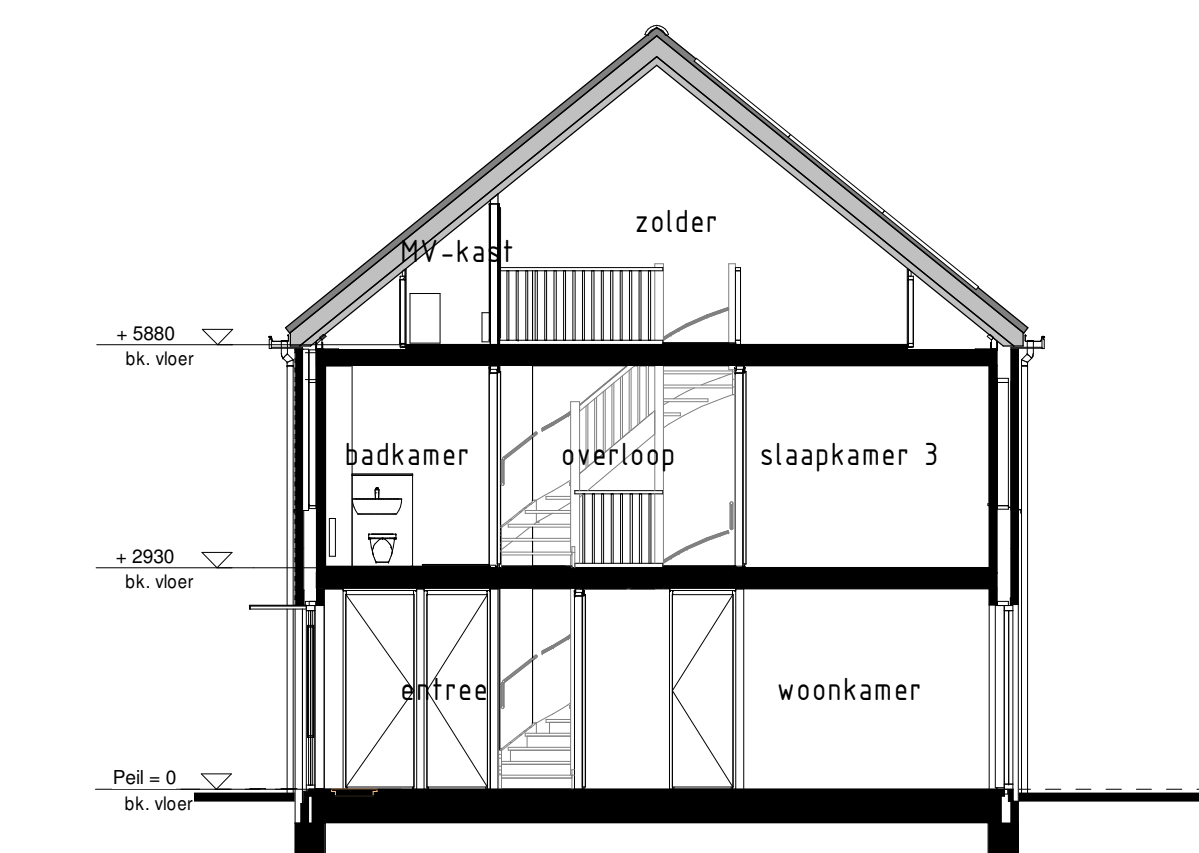 zolder
MV-kast
+ 5880
bk. vloer
badkamer overloop slaapkamer 3
+ 2930
bk. vloer
entree woonkamer
Peil = 0
bk. vloer